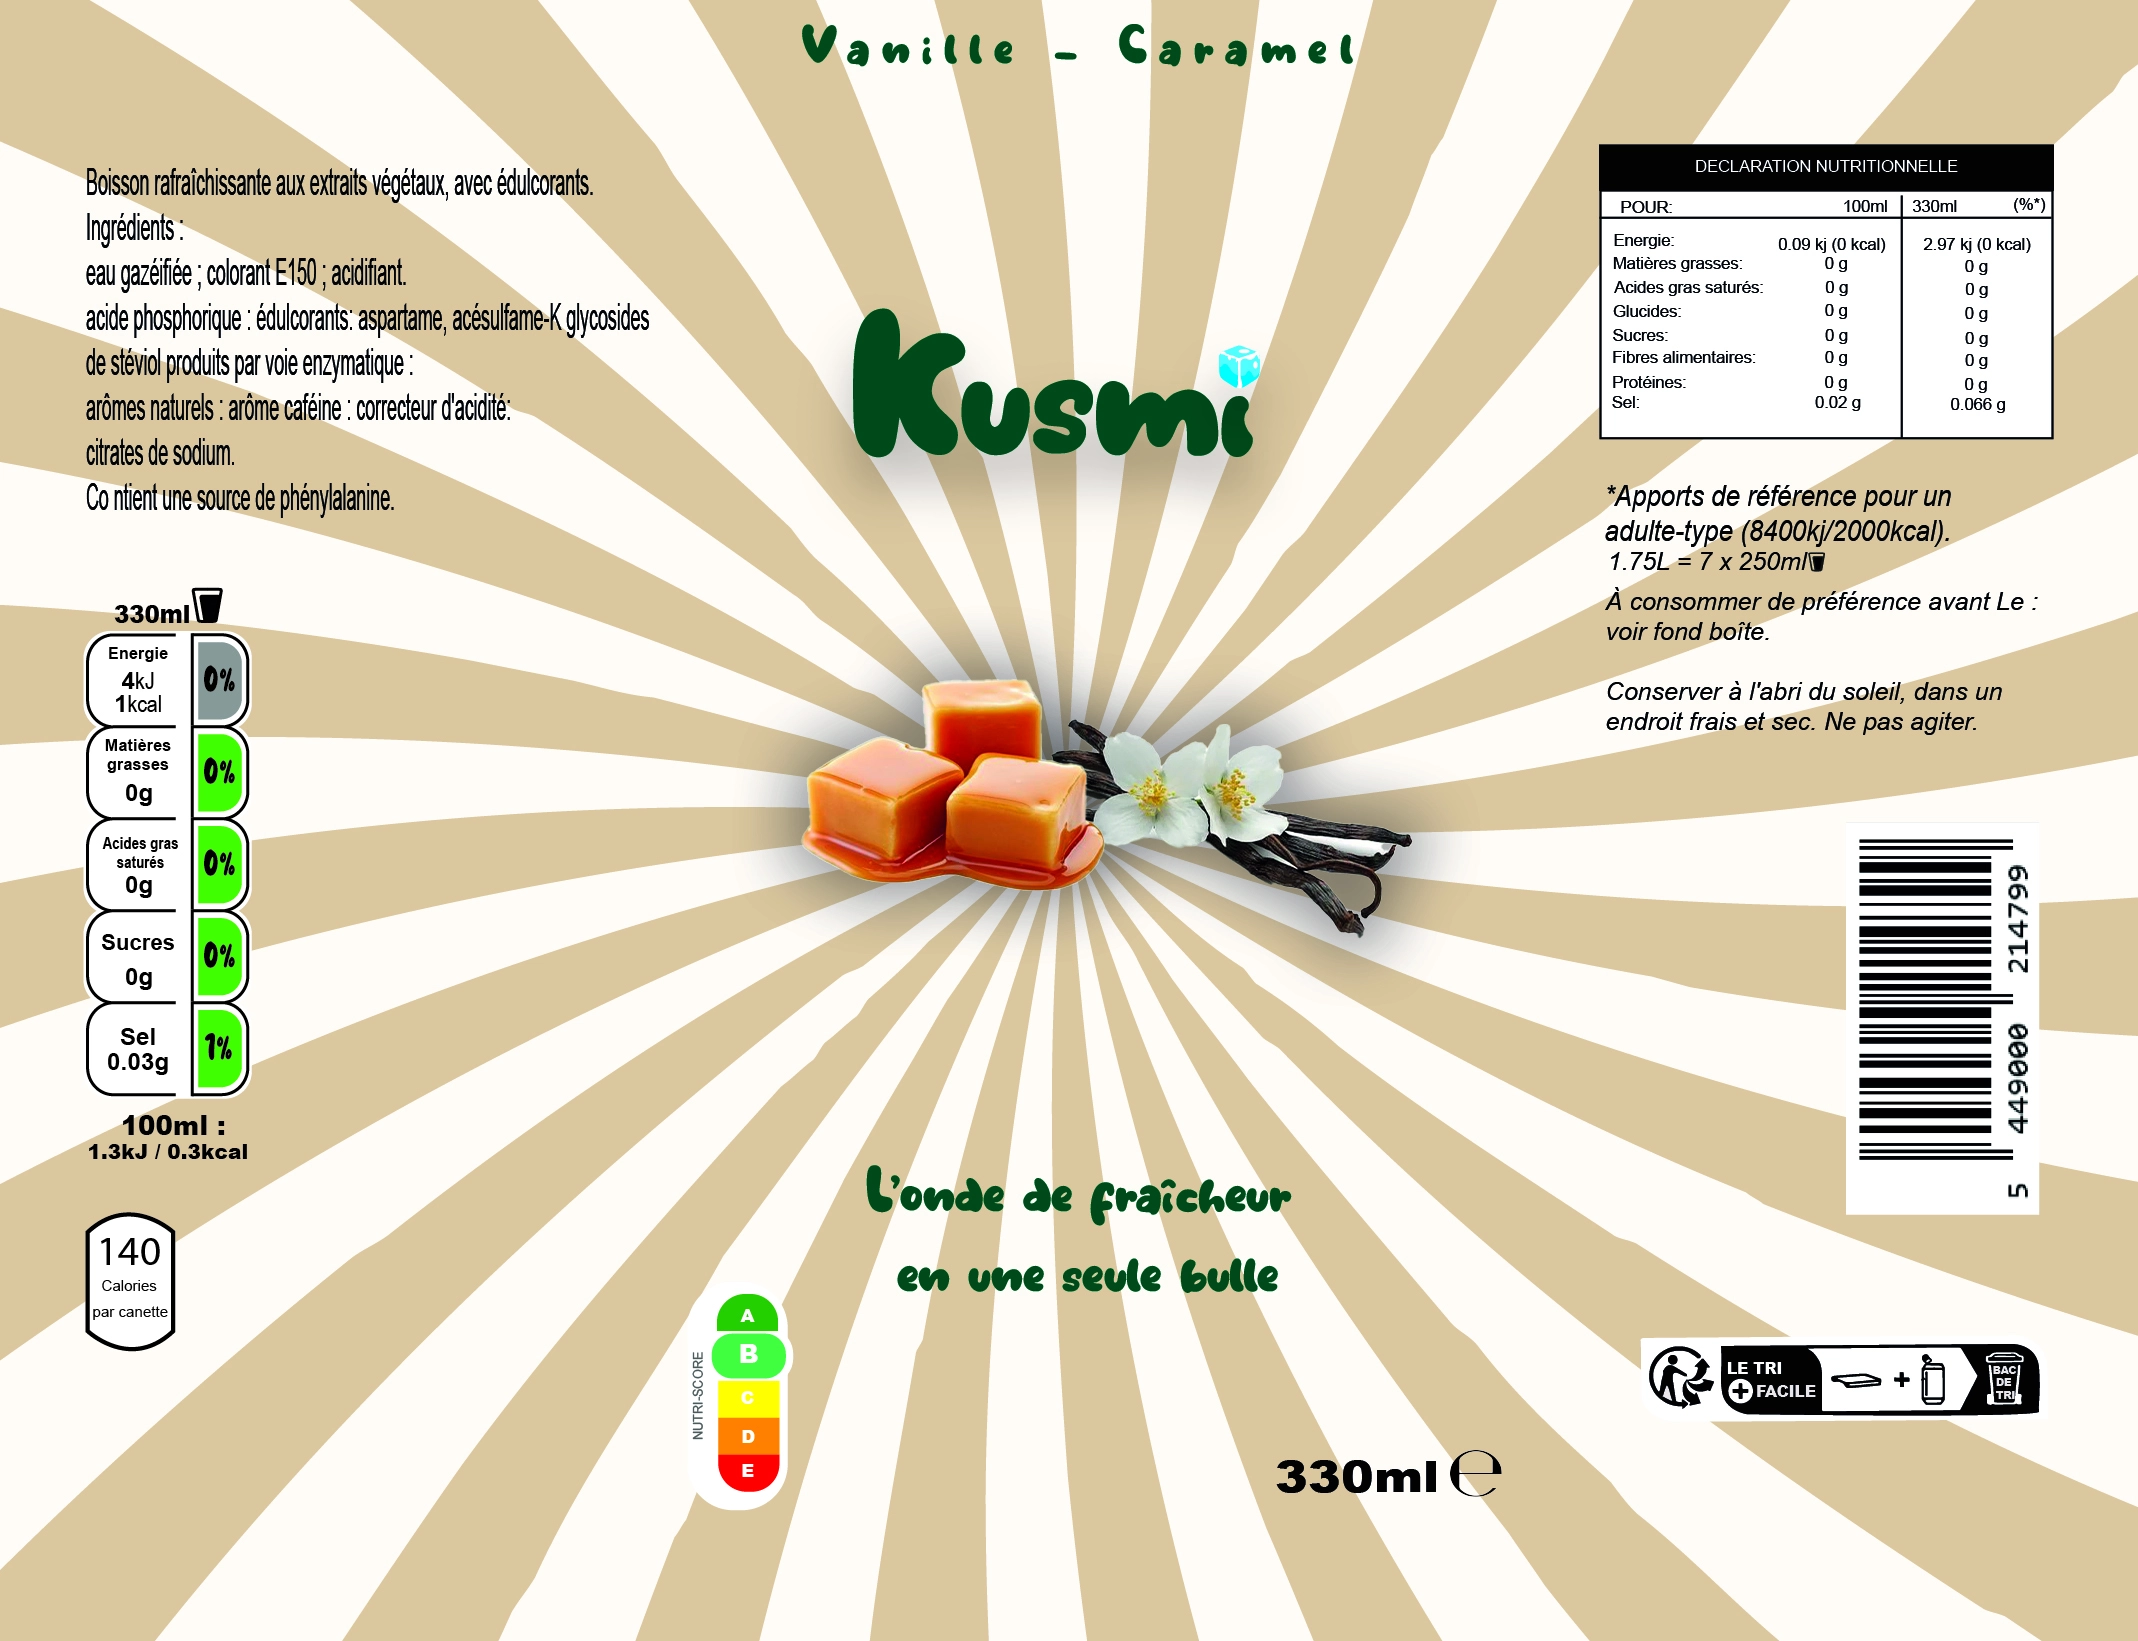 Vanille - Caramel
Boisson rafraîchissante aux extraits végétaux, avec édulcorants.
Ingrédients :
eau gazéifiée ; colorant E150 ; acidifiant.
acide phosphorique : édulcorants: aspartame, acésulfame-K glycosides
de stéviol produits par voie enzymatique :
arômes naturels : arôme caféine : correcteur d'acidité:
citrates de sodium.
Co ntient une source de phénylalanine.
330ml
Energie
4kJ
1kcal
0%
Matières
grasses
0g
0%
Acides gras
saturés
0g
0%
Sucres
0g
0%
Sel
0.03g
1%
100ml :
1.3kJ / 0.3kcal
140
Calories
par canette
Kusmi
L'onde de fraîcheur
en une seule bulle
NUTRI-SCORE
A
B
C
D
E
330ml ℮
DECLARATION NUTRITIONNELLE
POUR: 100ml 330ml (%*)
Energie: 0.09 kj (0 kcal) 2.97 kj (0 kcal)
Matières grasses: 0 g 0 g
Acides gras saturés: 0 g 0 g
Glucides: 0 g 0 g
Sucres: 0 g 0 g
Fibres alimentaires: 0 g 0 g
Protéines: 0 g 0 g
Sel: 0.02 g 0.066 g
*Apports de référence pour un
adulte-type (8400kj/2000kcal).
1.75L = 7 x 250ml
À consommer de préférence avant Le :
voir fond boîte.
Conserver à l'abri du soleil, dans un
endroit frais et sec. Ne pas agiter.
5 449000 214799
LE TRI
+ FACILE
+
BAC
DE
TRI